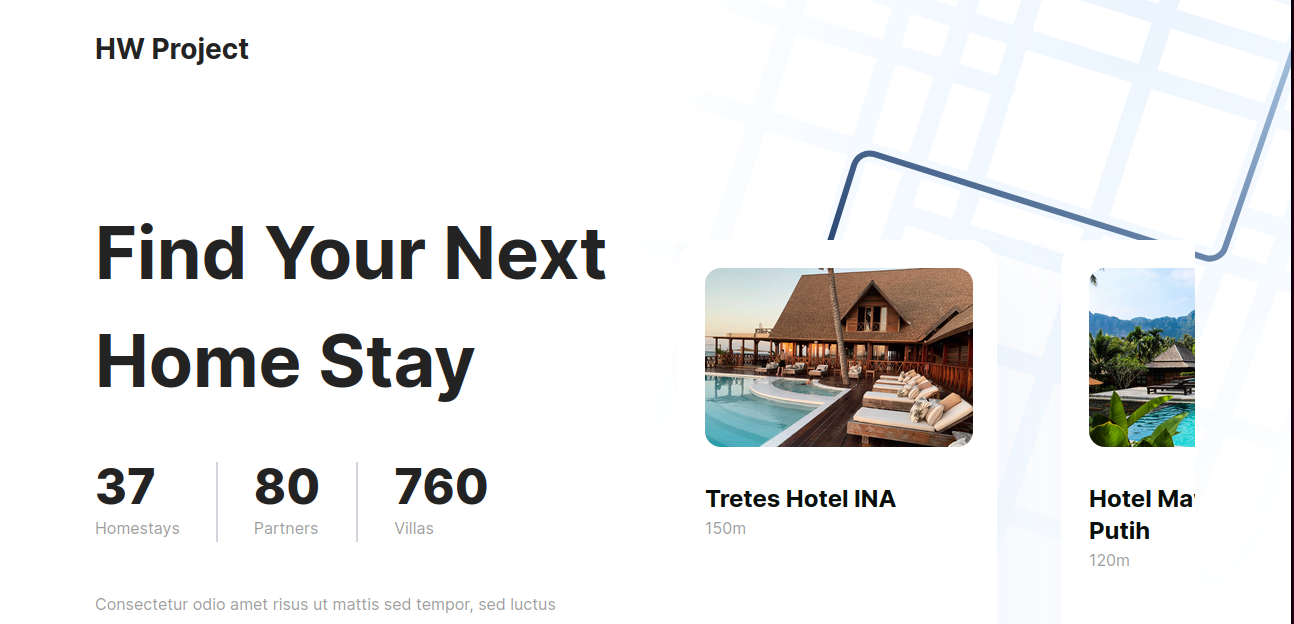 HW Project
Find Your Next
Home Stay
37
Homestays
80
Partners
760
Villas
Consectetur odio amet risus ut mattis sed tempor, sed luctus
Tretes Hotel INA
150m
Hotel
Putih
120m